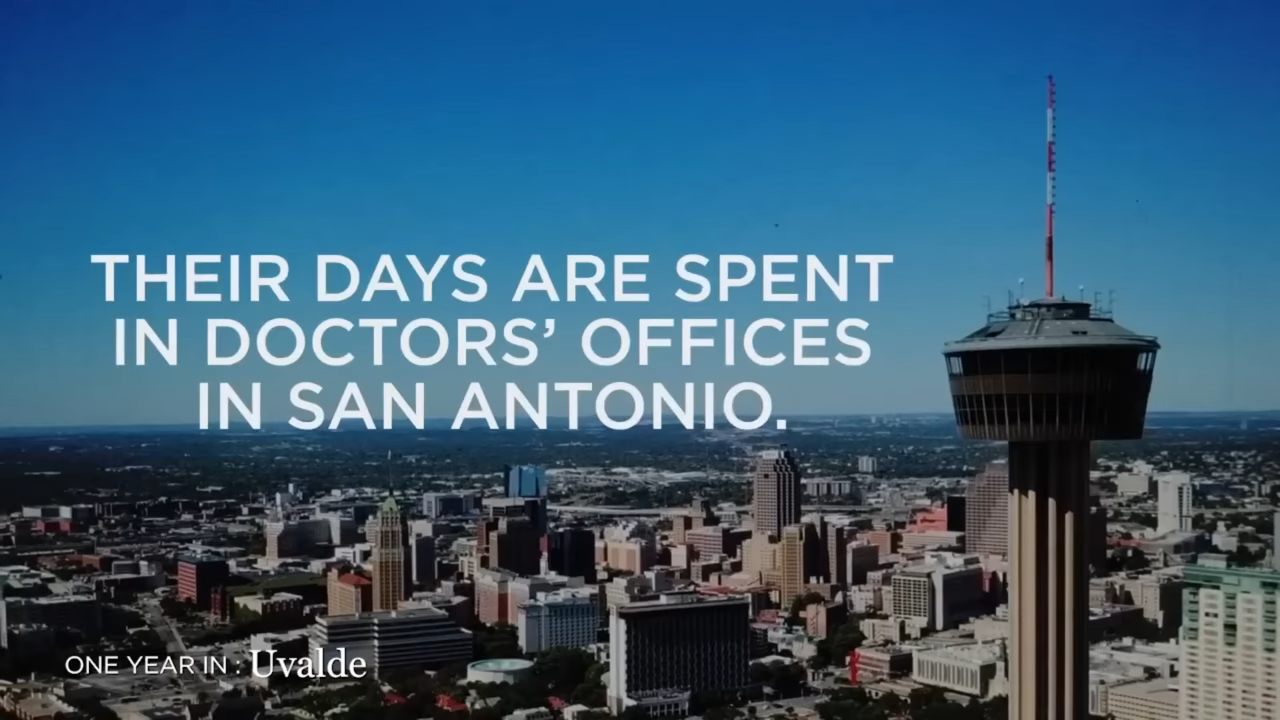 THEIR DAYS ARE SPENT
IN DOCTORS’ OFFICES
IN SAN ANTONIO.
ONE YEAR IN : Uvalde